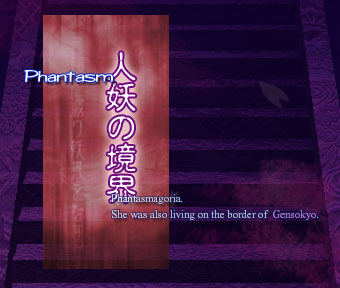 Phantasm
人妖の境界
Phantasmagoria.
She was also living on the border of Gensokyo.